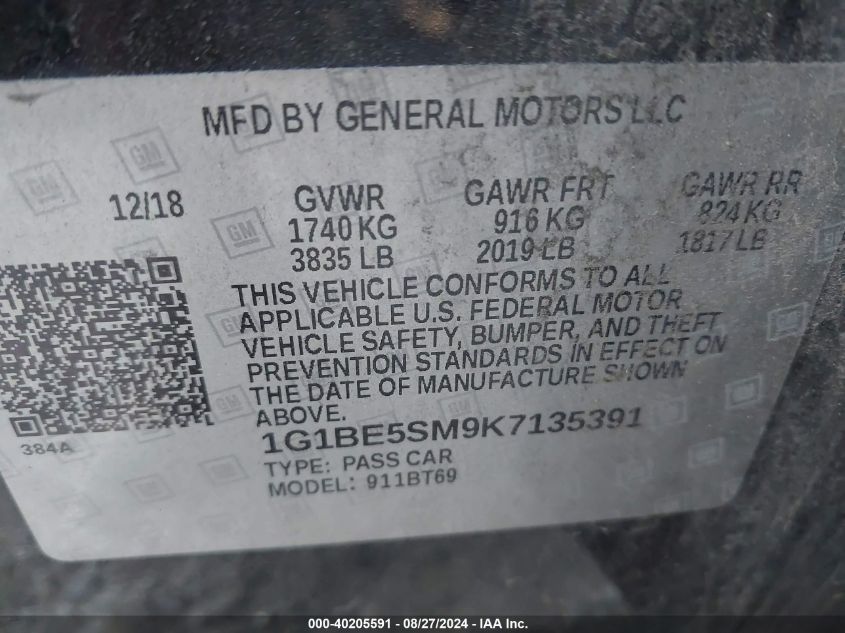 MFD BY GENERAL MOTORS LLC
12/18
GVWR
1740 KG
3835 LB
GAWR FRT
916 KG
2019 LB
GAWR RR
824 KG
1817 LB
THIS VEHICLE CONFORMS TO ALL
APPLICABLE U.S. FEDERAL MOTOR
VEHICLE SAFETY, BUMPER, AND THEFT
PREVENTION STANDARDS IN EFFECT ON
THE DATE OF MANUFACTURE SHOWN
ABOVE.
384A
1G1BE5SM9K7135391
TYPE: PASS CAR
MODEL: 911BT69
GM
000-40205591 - 08/27/2024 - IAA Inc.